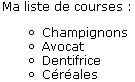 Ma liste de courses :
o Champignons
o Avocat
o Dentifrice
o Céréales